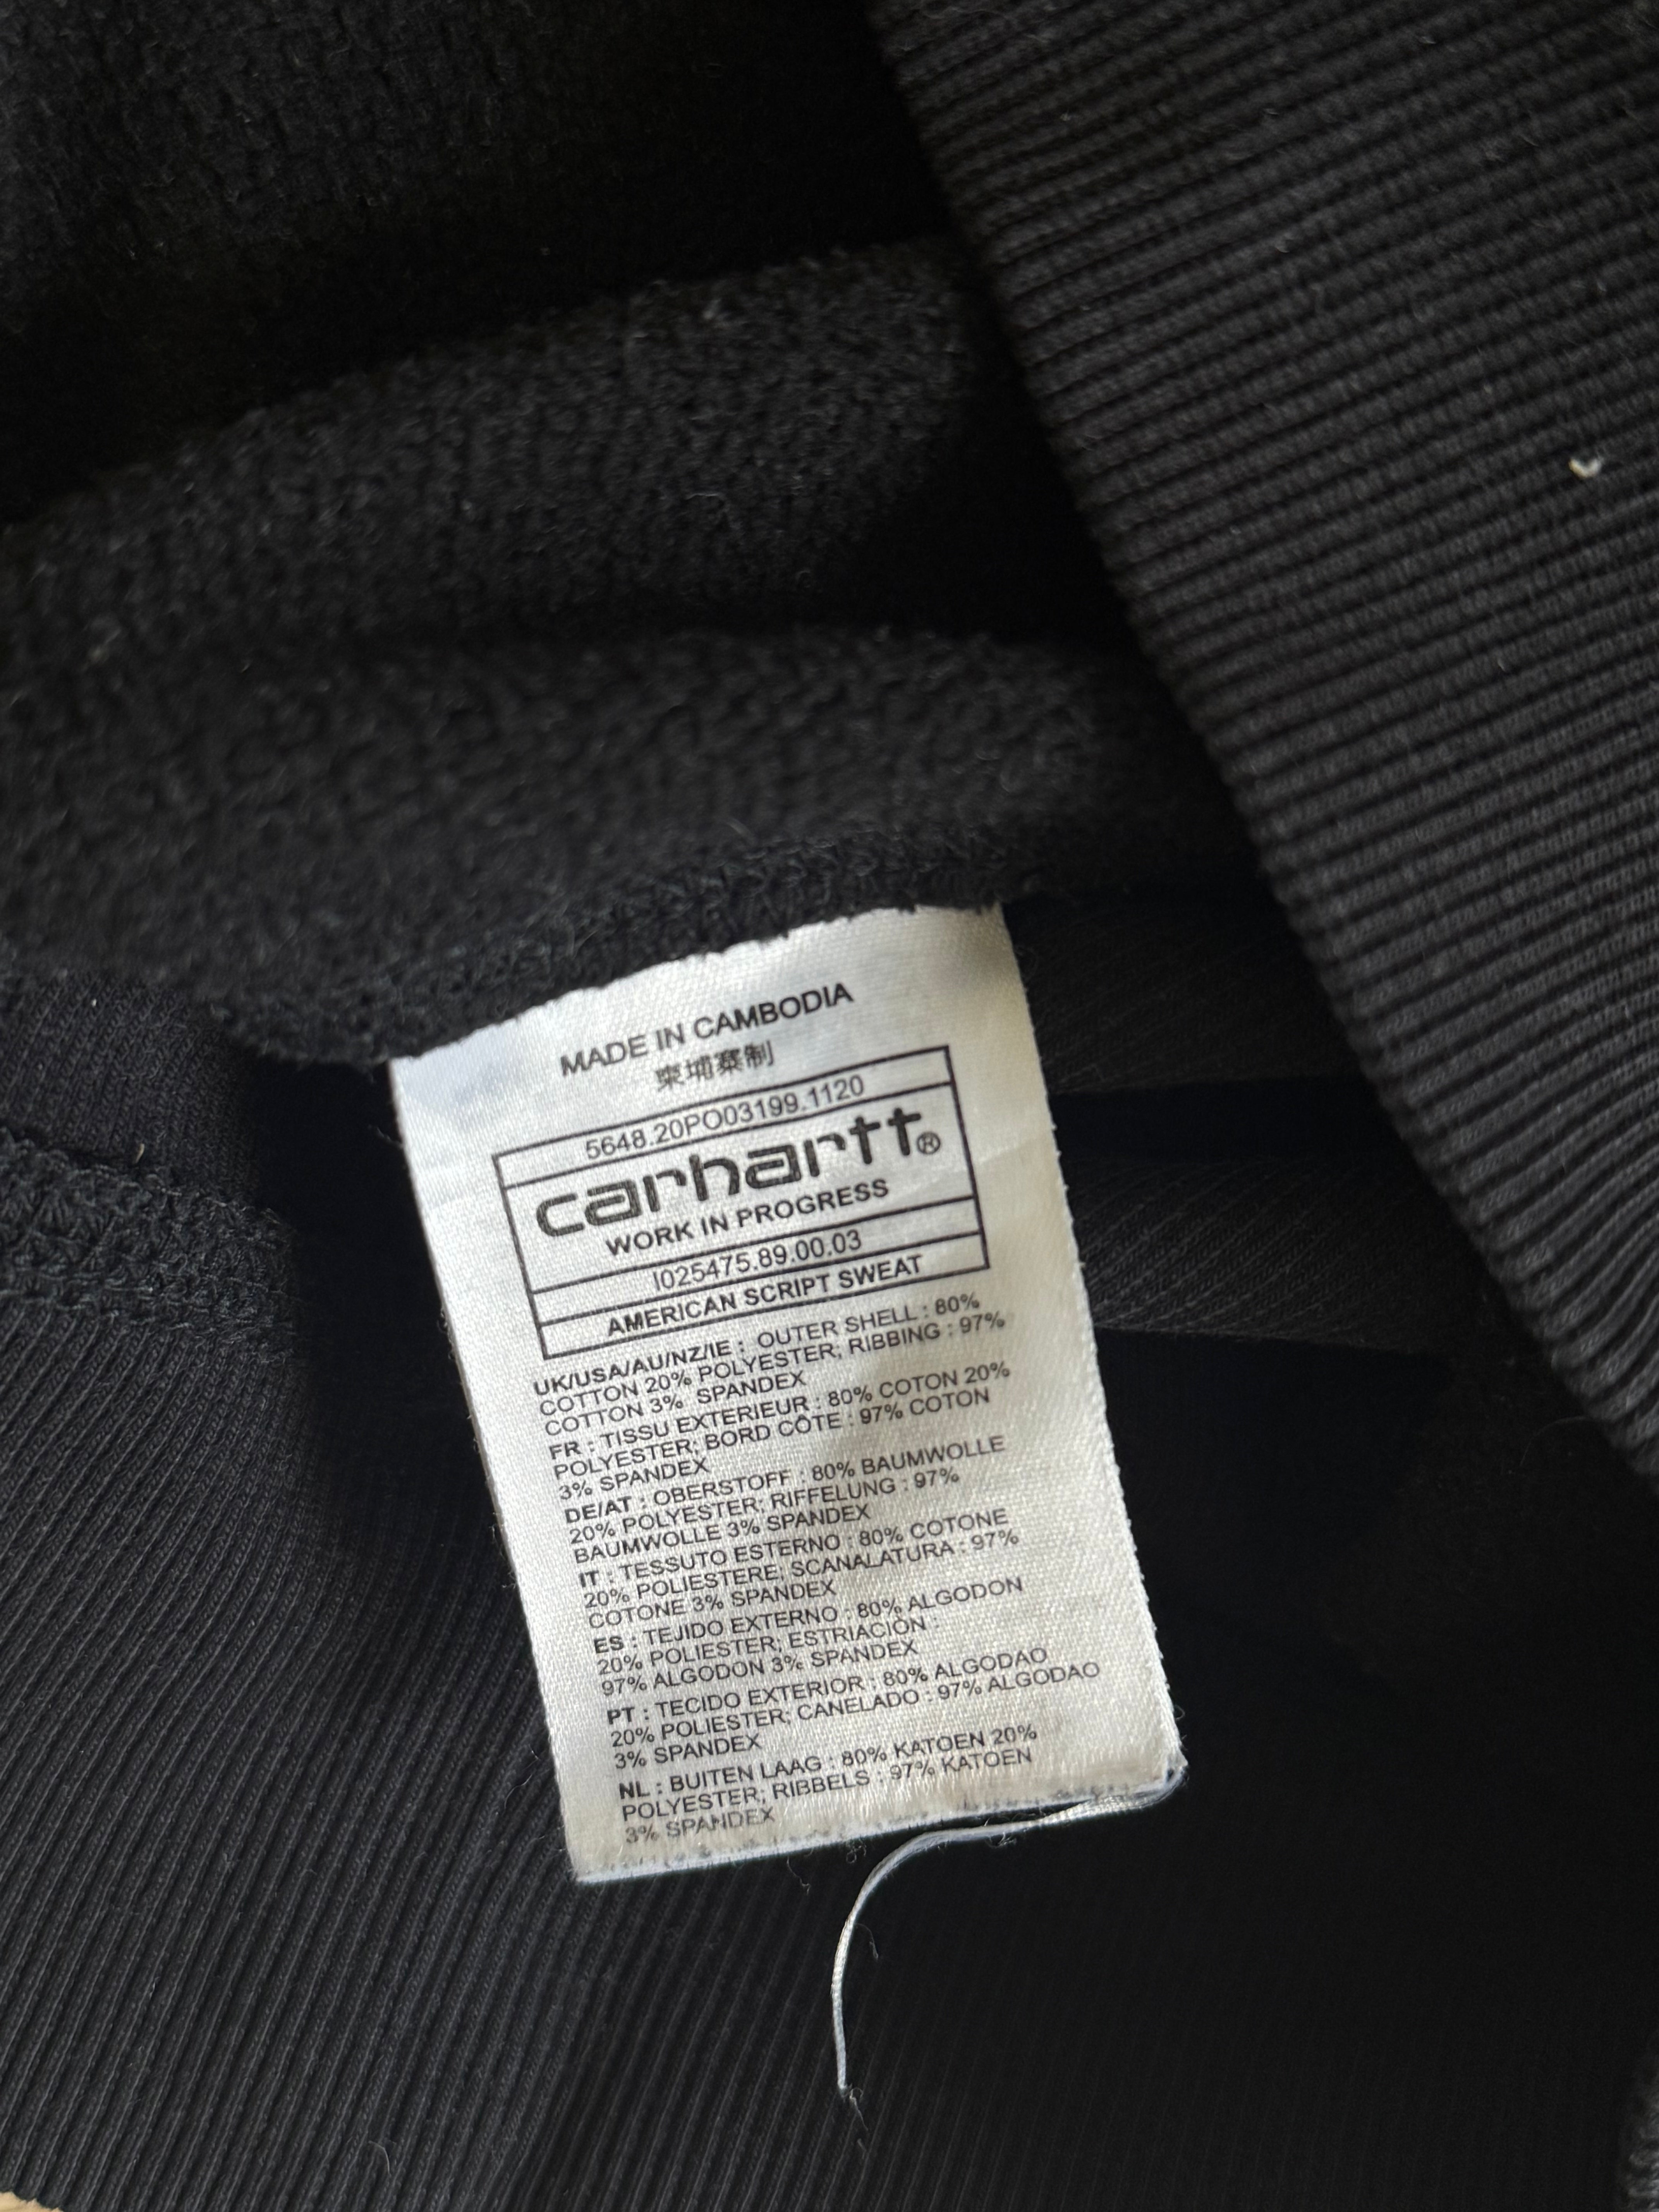 MADE IN CAMBODIA
柬埔寨制
5648.20PO03199.1120
carhartt®
WORK IN PROGRESS
I025475.89.00.03
AMERICAN SCRIPT SWEAT
UK/USA/AU/NZ/IE : OUTER SHELL : 80%
COTTON 20% POLYESTER; RIBBING : 97%
COTTON 3% SPANDEX
FR : TISSU EXTERIEUR : 80% COTON 20%
POLYESTER; BORD CÔTE : 97% COTON
3% SPANDEX
DE/AT : OBERSTOFF : 80% BAUMWOLLE
20% POLYESTER; RIFFELUNG : 97%
BAUMWOLLE 3% SPANDEX
IT : TESSUTO ESTERNO : 80% COTONE
20% POLIESTERE; SCANALATURA : 97%
COTONE 3% SPANDEX
ES : TEJIDO EXTERNO : 80% ALGODON
20% POLIESTER; ESTRIACIÓN :
97% ALGODON 3% SPANDEX
PT : TECIDO EXTERIOR : 80% ALGODAO
20% POLIESTER; CANELADO : 97% ALGODAO
3% SPANDEX
NL : BUITEN LAAG : 80% KATOEN 20%
POLYESTER; RIBBELS : 97% KATOEN
3% SPANDEX